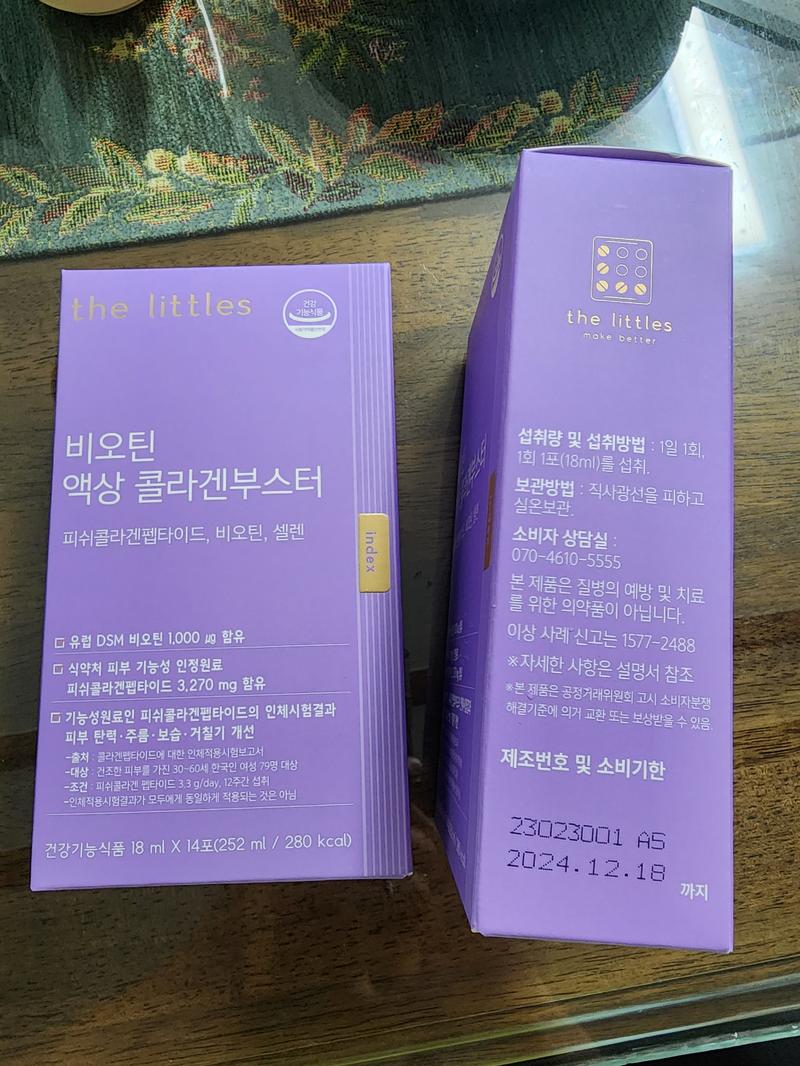 the littles
건강
기능식품
식품의약품안전처
비오틴
액상 콜라겐부스터
피쉬콜라겐펩타이드, 비오틴, 셀렌
index
유럽 DSM 비오틴 1,000 ㎍ 함유
식약처 피부 기능성 인정원료
피쉬콜라겐펩타이드 3,270 mg 함유
기능성원료인 피쉬콜라겐펩타이드의 인체시험결과
피부 탄력·주름·보습·거칠기 개선
-출처 : 콜라겐펩타이드에 대한 인체적용시험보고서
-대상 : 건조한 피부를 가진 30~60세 한국인 여성 79명 대상
-조건 : 피쉬콜라겐 펩타이드 3.3 g/day, 12주간 섭취
-인체적용시험결과가 모두에게 동일하게 적용되는 것은 아님
건강기능식품 18 ml X 14포(252 ml / 280 kcal)
the littles
make better
섭취량 및 섭취방법 : 1일 1회,
1회 1포(18ml)를 섭취.
보관방법 : 직사광선을 피하고
실온보관.
소비자 상담실 :
070-4610-5555
본 제품은 질병의 예방 및 치료
를 위한 의약품이 아닙니다.
이상 사례 신고는 1577-2488
※자세한 사항은 설명서 참조
※본 제품은 공정거래위원회 고시 소비자분쟁
해결기준에 의거 교환 또는 보상받을 수 있음.
제조번호 및 소비기한
23023001 A5
2024.12.18
까지